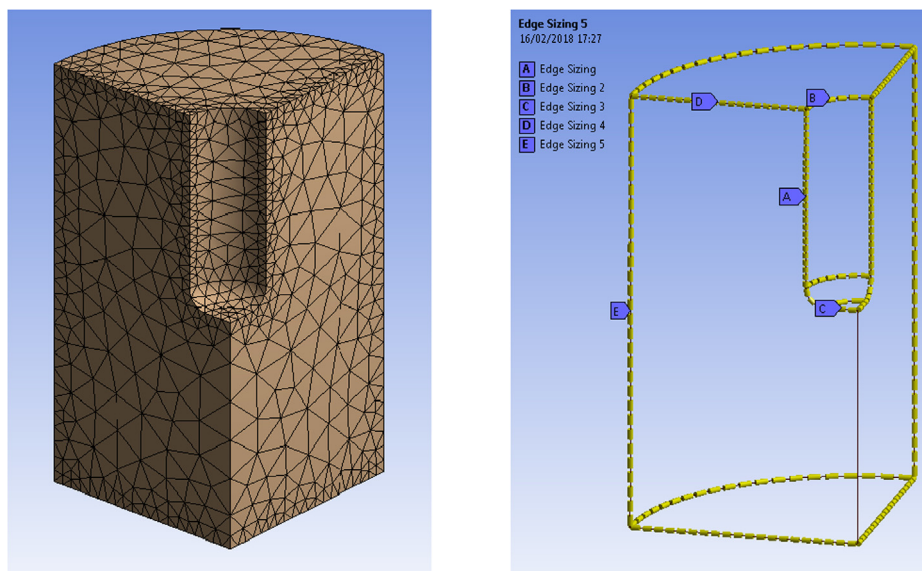 Edge Sizing 5
16/02/2018 17:27
A Edge Sizing
B Edge Sizing 2
C Edge Sizing 3
D Edge Sizing 4
E Edge Sizing 5
D
B
A
E
C